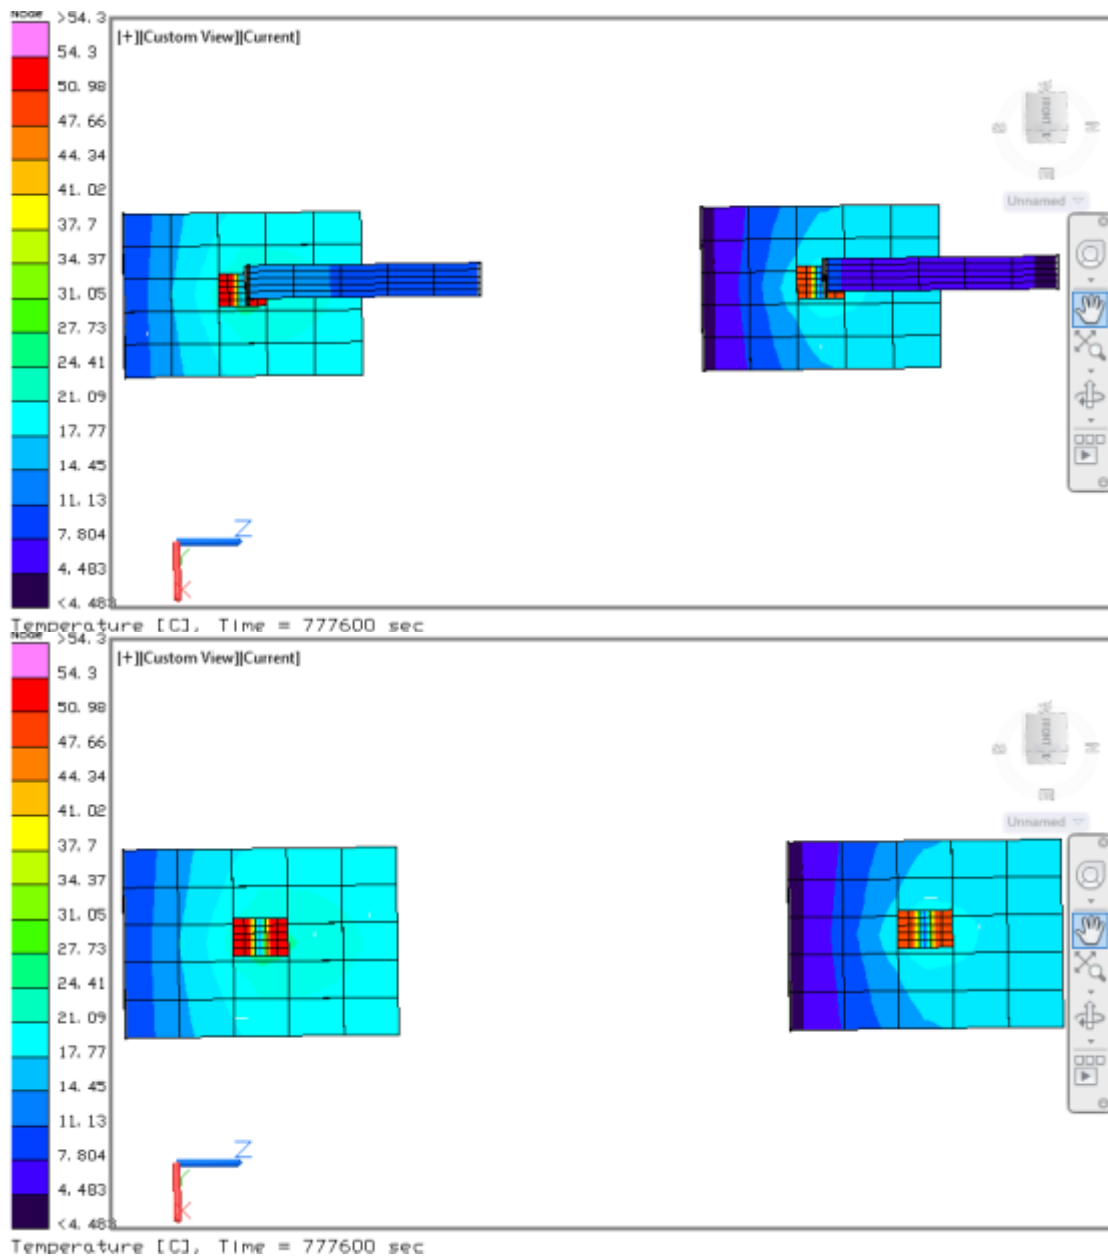 Node
>54.3
54.3
50.98
47.66
44.34
41.02
37.7
34.37
31.05
27.73
24.41
21.09
17.77
14.45
11.13
7.804
4.483
<4.483
[+][Custom View][Current]
FRONT
Unnamed
Z
X
Temperature [C], Time = 777600 sec
Node
>54.3
54.3
50.98
47.66
44.34
41.02
37.7
34.37
31.05
27.73
24.41
21.09
17.77
14.45
11.13
7.804
4.483
<4.483
[+][Custom View][Current]
FRONT
Unnamed
Z
X
Temperature [C], Time = 777600 sec